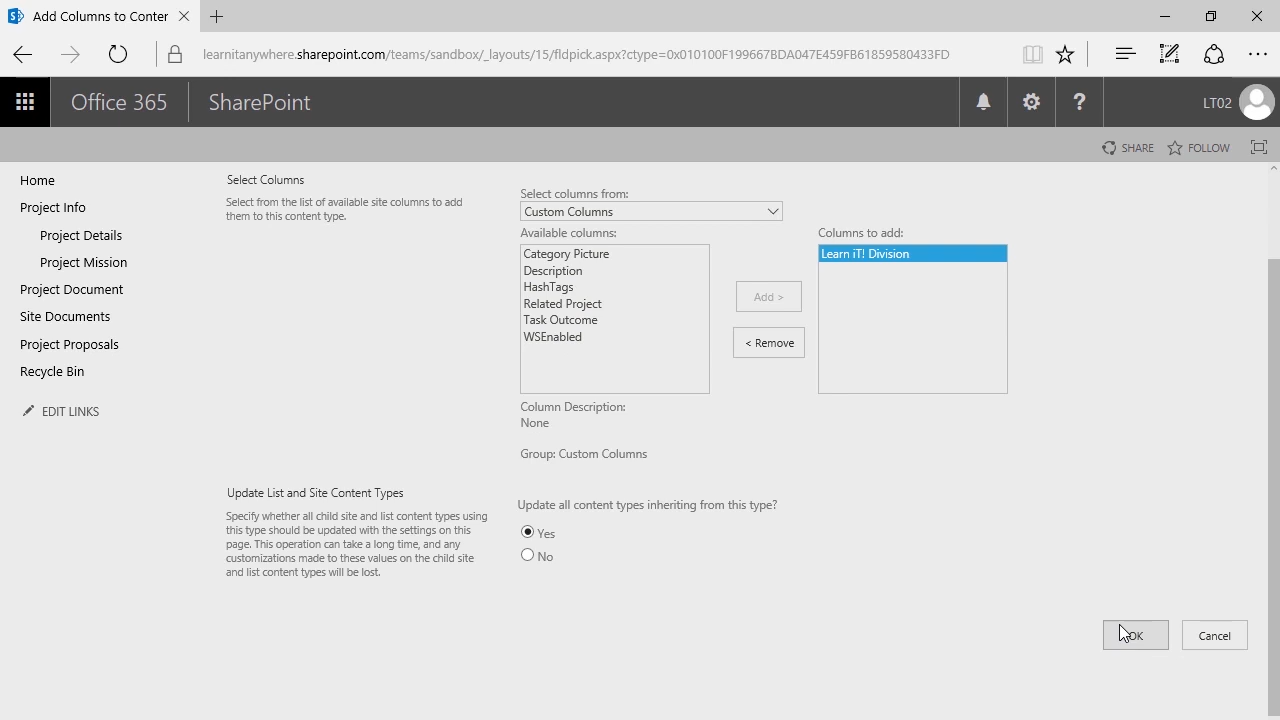 Add Columns to Conter
learnitanywhere.sharepoint.com/teams/sandbox/_layouts/15/fldpick.aspx?ctype=0x010100F199667BDA047E459FB61859580433FD
Office 365
SharePoint
?
LT02
SHARE
FOLLOW
Home
Project Info
Project Details
Project Mission
Project Document
Site Documents
Project Proposals
Recycle Bin
EDIT LINKS
Select Columns
Select from the list of available site columns to add
them to this content type.
Select columns from:
Custom Columns
Available columns:
Category Picture
Description
HashTags
Related Project
Task Outcome
WSEnabled
Add >
< Remove
Columns to add:
Learn iT! Division
Column Description:
None
Group: Custom Columns
Update List and Site Content Types
Specify whether all child site and list content types using
this type should be updated with the settings on this
page. This operation can take a long time, and any
customizations made to these values on the child site
and list content types will be lost.
Update all content types inheriting from this type?
Yes
No
OK
Cancel